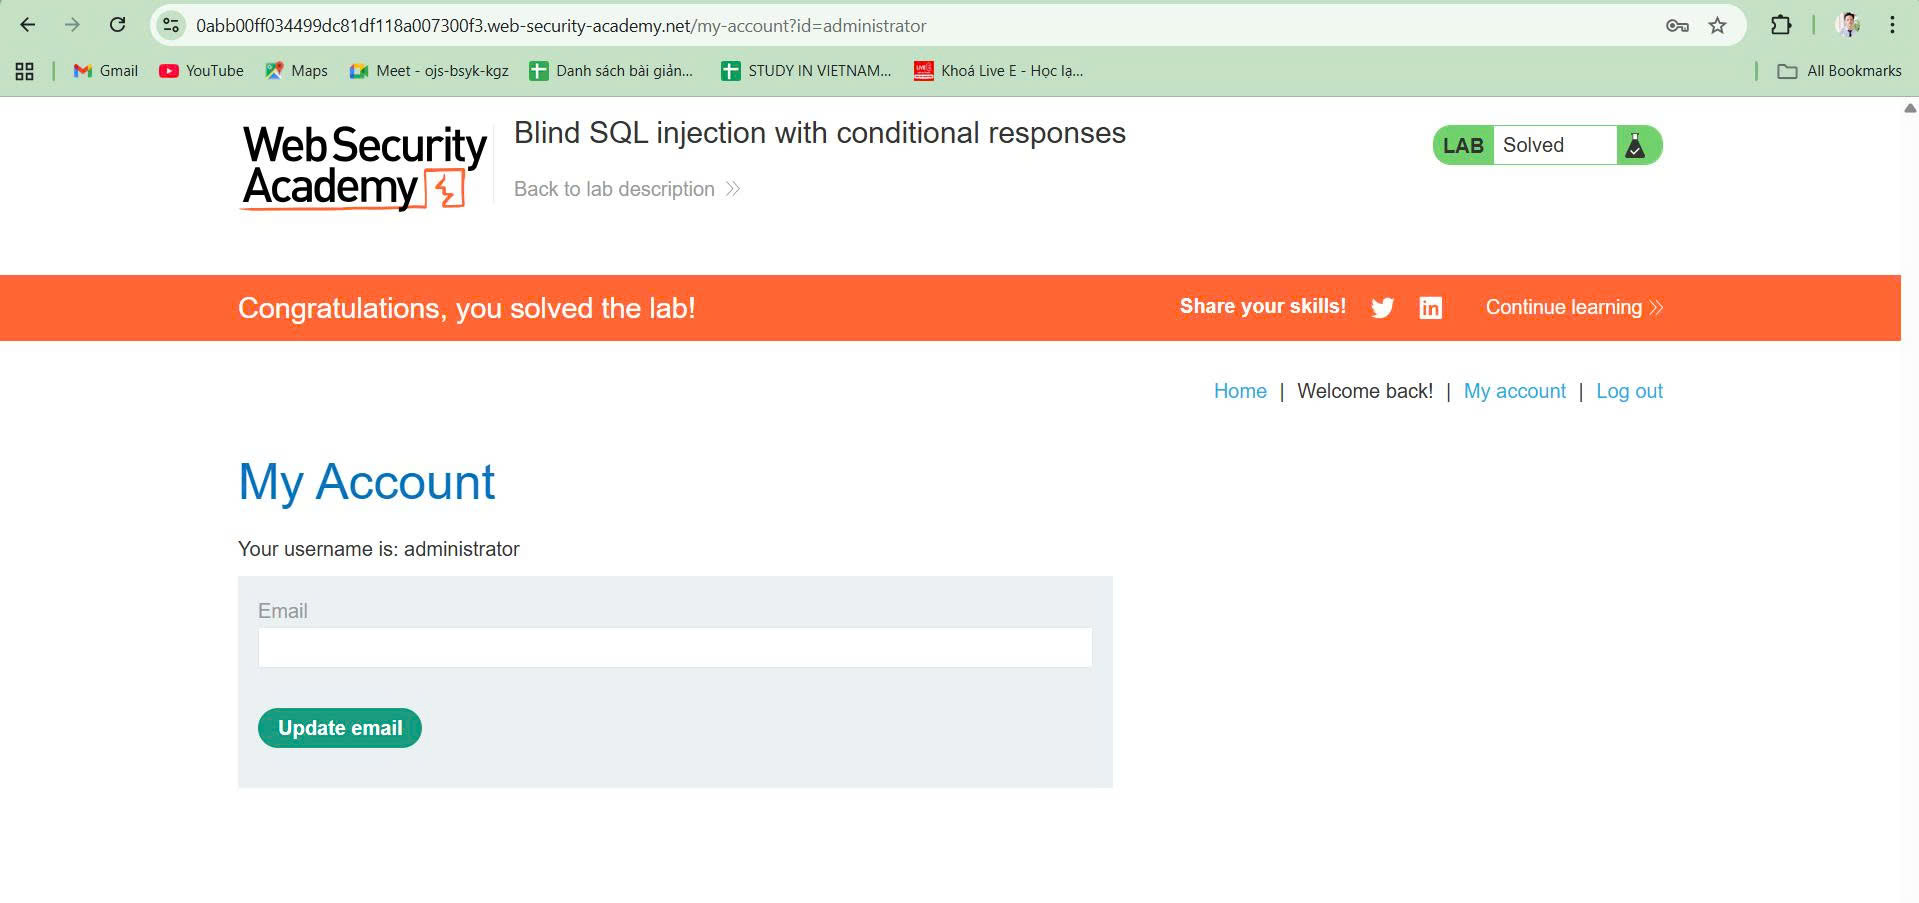 0abb00ff034499dc81df118a007300f3.web-security-academy.net/my-account?id=administrator
Gmail YouTube Maps Meet - ojs-bsyk-kgz Danh sách bài giản... STUDY IN VIETNAM... Khoá Live E - Học lạ... All Bookmarks
Web Security Academy
Blind SQL injection with conditional responses
LAB Solved
Back to lab description
Congratulations, you solved the lab! Share your skills! Continue learning
Home | Welcome back! | My account | Log out
My Account
Your username is: administrator
Email
Update email